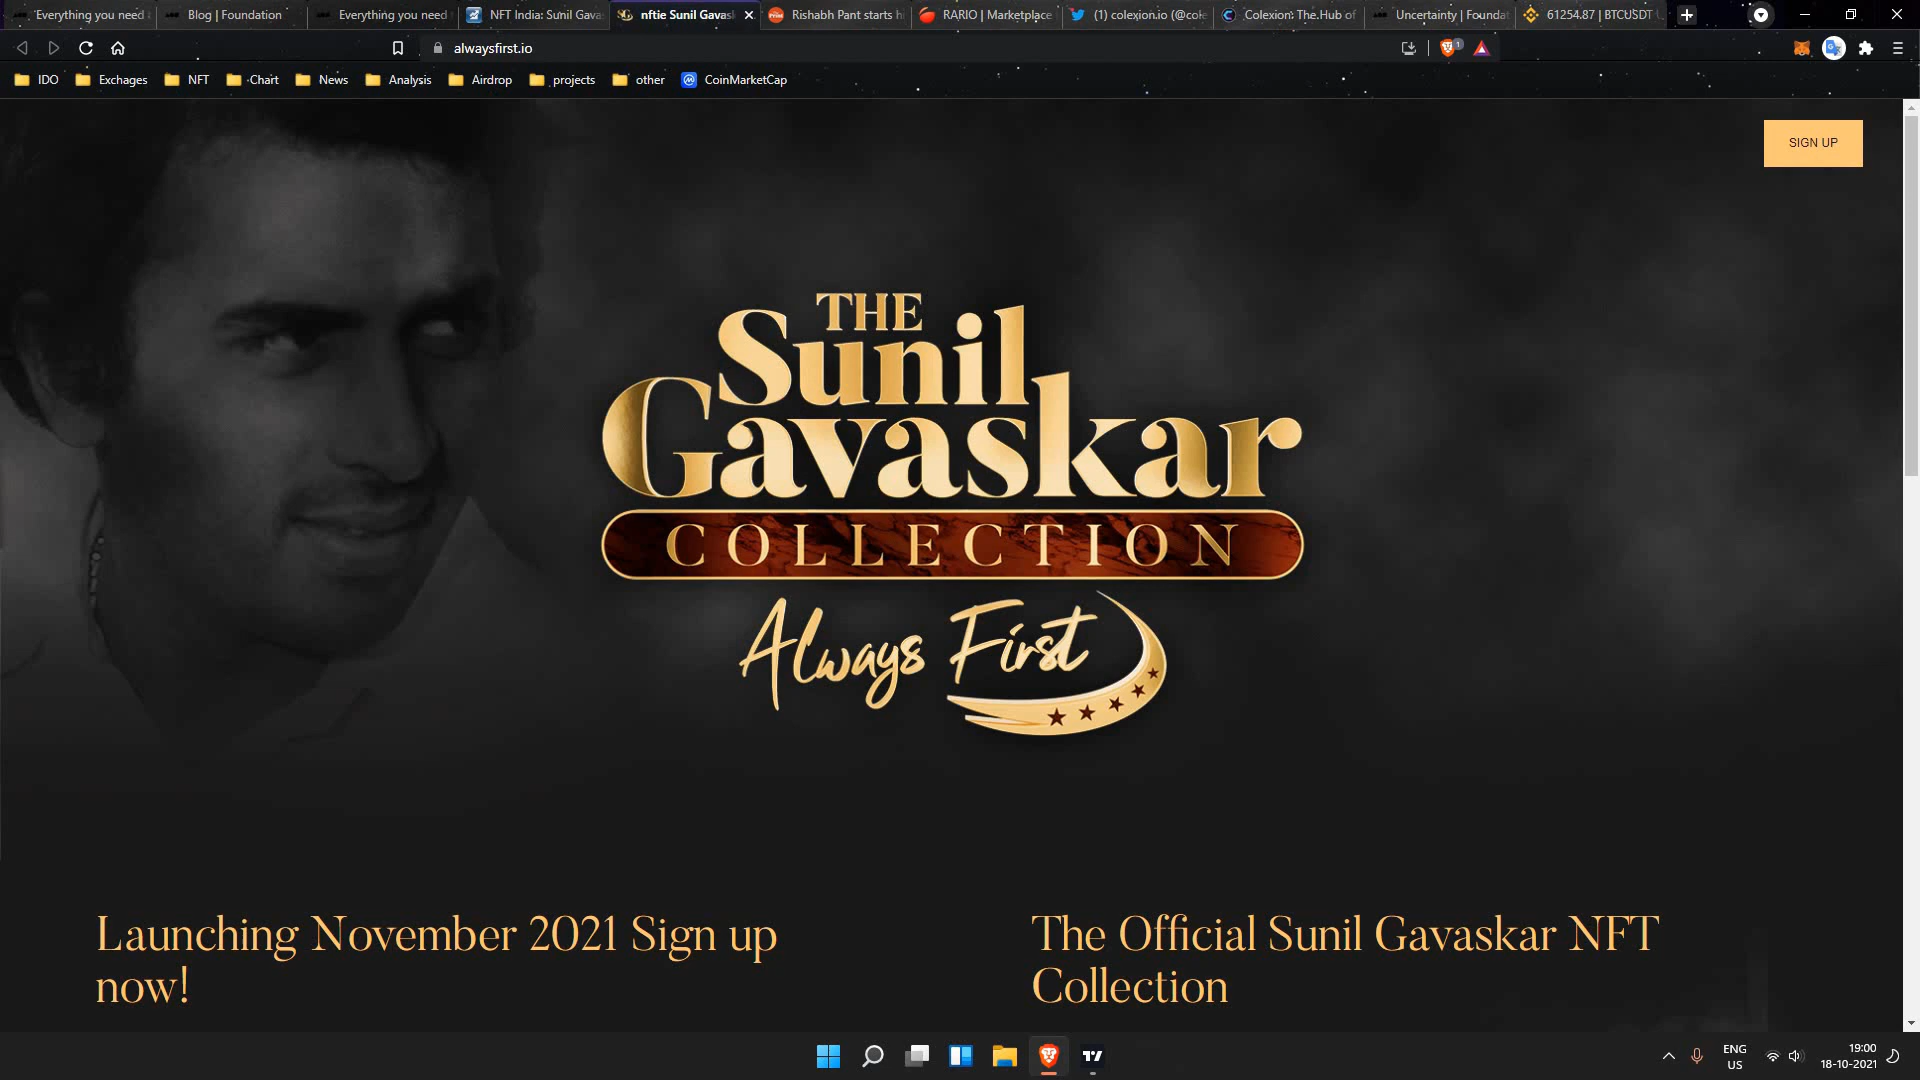 Everything you need
Blog | Foundation
Everything you need
NFT India: Sunil Gava
nftie Sunil Gavas
Rishabh Pant starts h
RARIO | Marketplace
(1) colexion.io (@cole
Colexion: The Hub of
Uncertainty | Foundat
61254.87 | BTCUSDT
alwaysfirst.io
1
IDO
Exchages
NFT
Chart
News
Analysis
Airdrop
projects
other
CoinMarketCap
SIGN UP
THE
Sunil
Gavaskar
COLLECTION
Always First
Launching November 2021 Sign up
now!
The Official Sunil Gavaskar NFT
Collection
ENG
US
19:00
18-10-2021